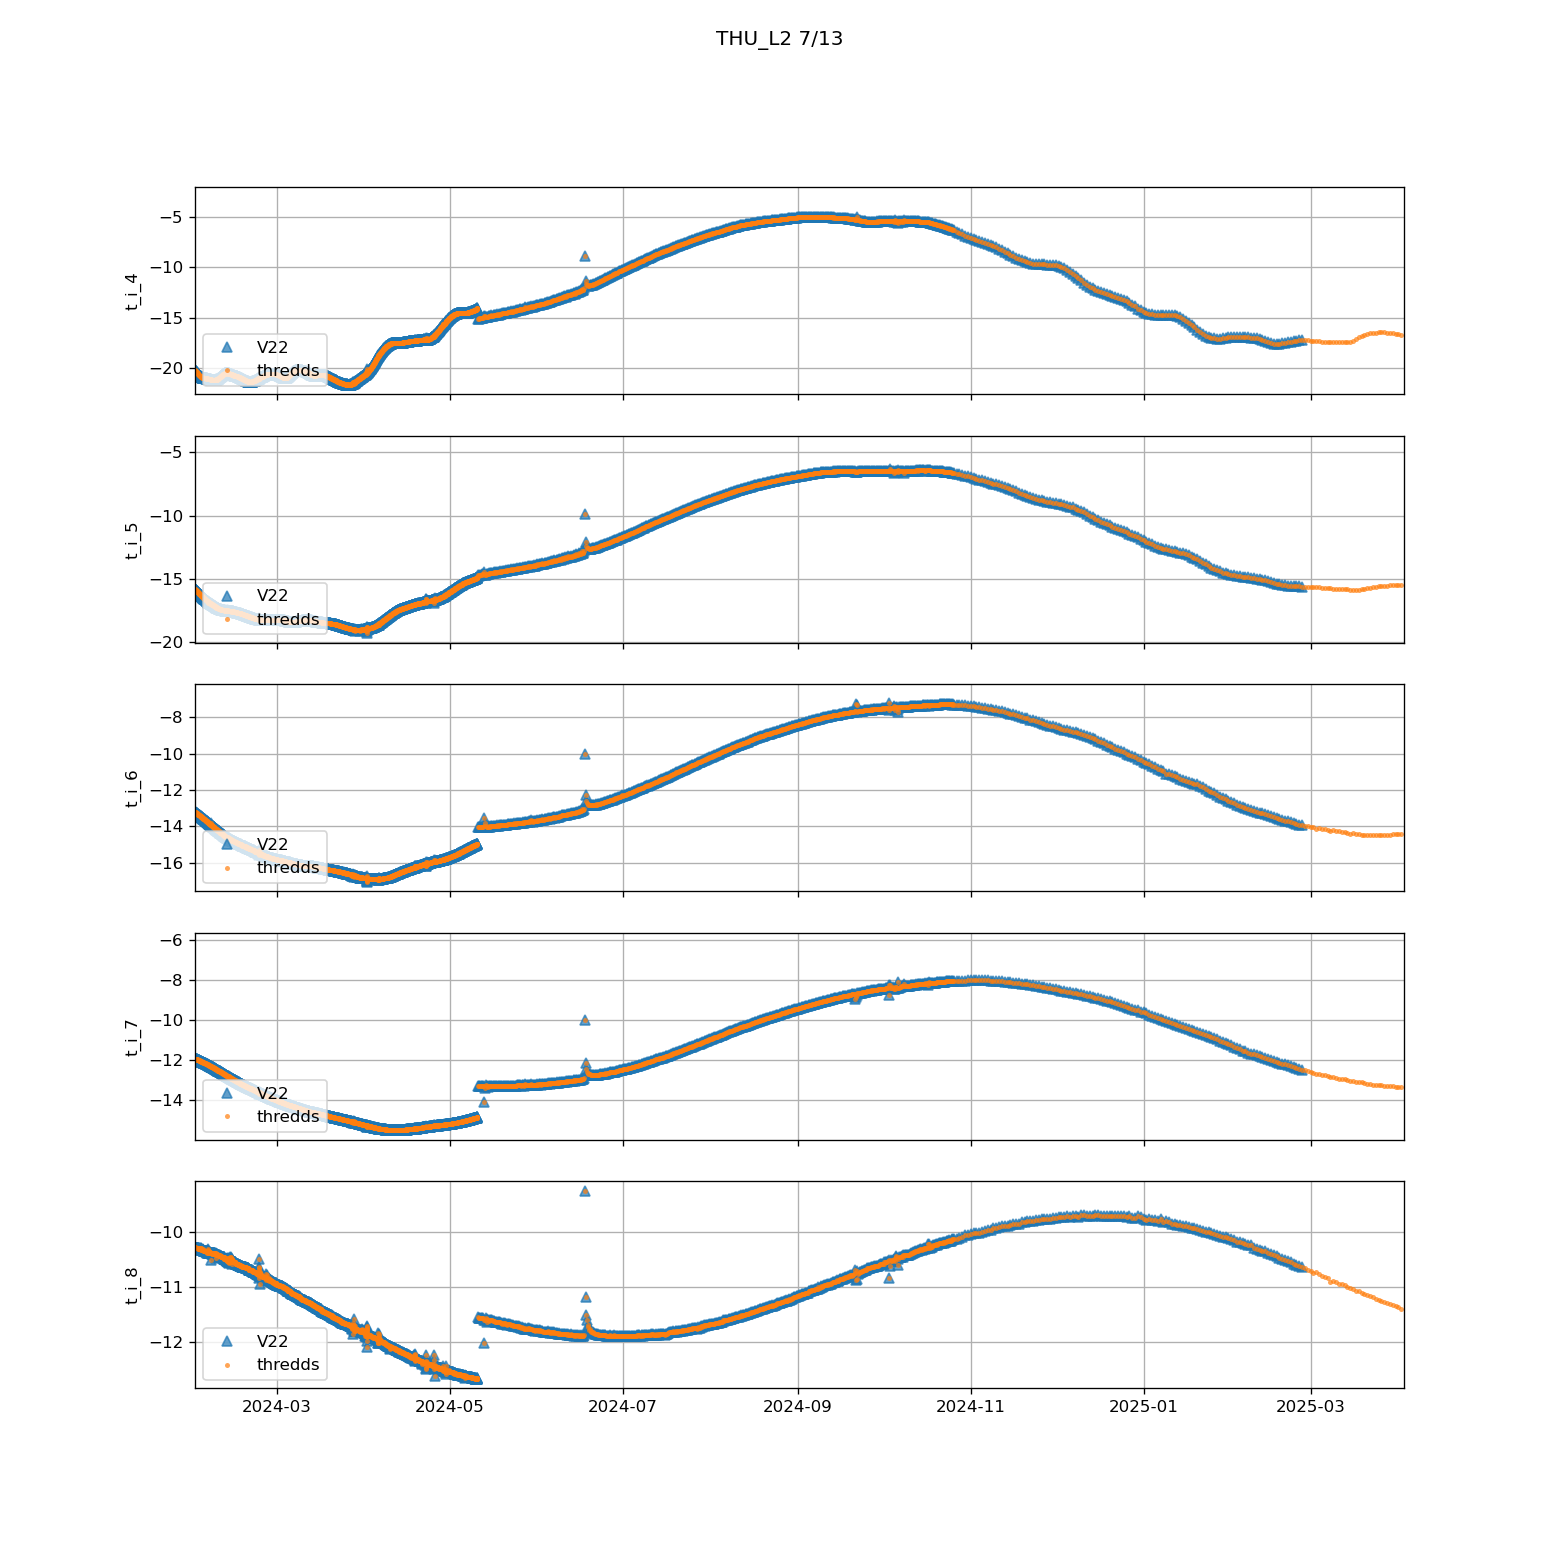 THU_L2 7/13
−5
−10
−15
−20
t_i_4
V22
thredds
−5
−10
−15
−20
t_i_5
V22
thredds
−8
−10
−12
−14
−16
t_i_6
V22
thredds
−6
−8
−10
−12
−14
t_i_7
V22
thredds
−10
−11
−12
t_i_8
V22
thredds
2024-03 2024-05 2024-07 2024-09 2024-11 2025-01 2025-03